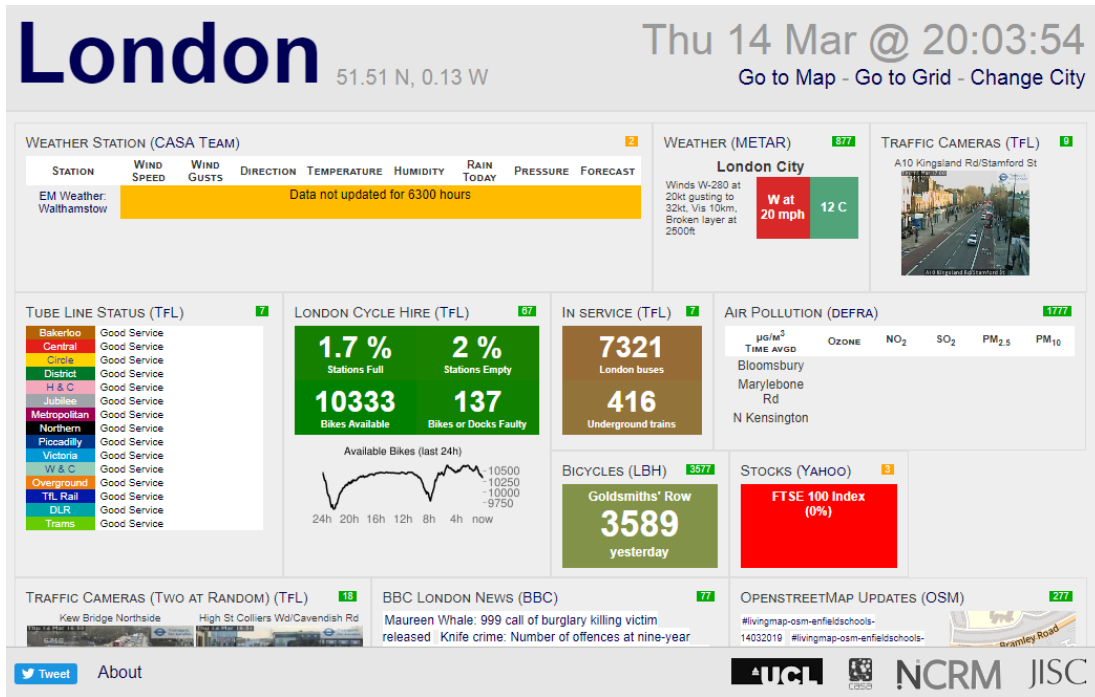 London 51.51 N, 0.13 W
Thu 14 Mar @ 20:03:54
Go to Map - Go to Grid - Change City
WEATHER STATION (CASA TEAM) 2
STATION WIND SPEED WIND GUSTS DIRECTION TEMPERATURE HUMIDITY RAIN TODAY PRESSURE FORECAST
EM Weather:
Walthamstow
Data not updated for 6300 hours
WEATHER (METAR) 877
London City
Winds W-280 at
20kt gusting to
32kt, Vis 10km,
Broken layer at
2500ft
W at
20 mph
12 C
TRAFFIC CAMERAS (TFL) 9
A10 Kingsland Rd/Stamford St
A10 Kingsland Rd/Stamford St
TUBE LINE STATUS (TFL) 7
Bakerloo Good Service
Central Good Service
Circle Good Service
District Good Service
H & C Good Service
Jubilee Good Service
Metropolitan Good Service
Northern Good Service
Piccadilly Good Service
Victoria Good Service
W & C Good Service
Overground Good Service
TfL Rail Good Service
DLR Good Service
Trams Good Service
LONDON CYCLE HIRE (TFL) 67
1.7 % 2 %
Stations Full Stations Empty
10333 137
Bikes Available Bikes or Docks Faulty
Available Bikes (last 24h)
10500
10250
10000
9750
24h 20h 16h 12h 8h 4h now
IN SERVICE (TFL) 7
7321
London buses
416
Underground trains
AIR POLLUTION (DEFRA) 1777
µg/m³
TIME AVGD OZONE NO₂ SO₂ PM₂.₅ PM₁₀
Bloomsbury
Marylebone
Rd
N Kensington
BICYCLES (LBH) 3577
Goldsmiths' Row
3589
yesterday
STOCKS (YAHOO) 3
FTSE 100 Index
(0%)
TRAFFIC CAMERAS (TWO AT RANDOM) (TFL) 18
Kew Bridge Northside High St Colliers Wd/Cavendish Rd
BBC LONDON NEWS (BBC) 77
Maureen Whale: 999 call of burglary killing victim
released Knife crime: Number of offences at nine-year
OPENSTREETMAP UPDATES (OSM) 277
#livingmap-osm-enfieldschools-
14032019 #livingmap-osm-enfieldschools-
Bramley Road
Tweet About
UCL casa NCRM JISC